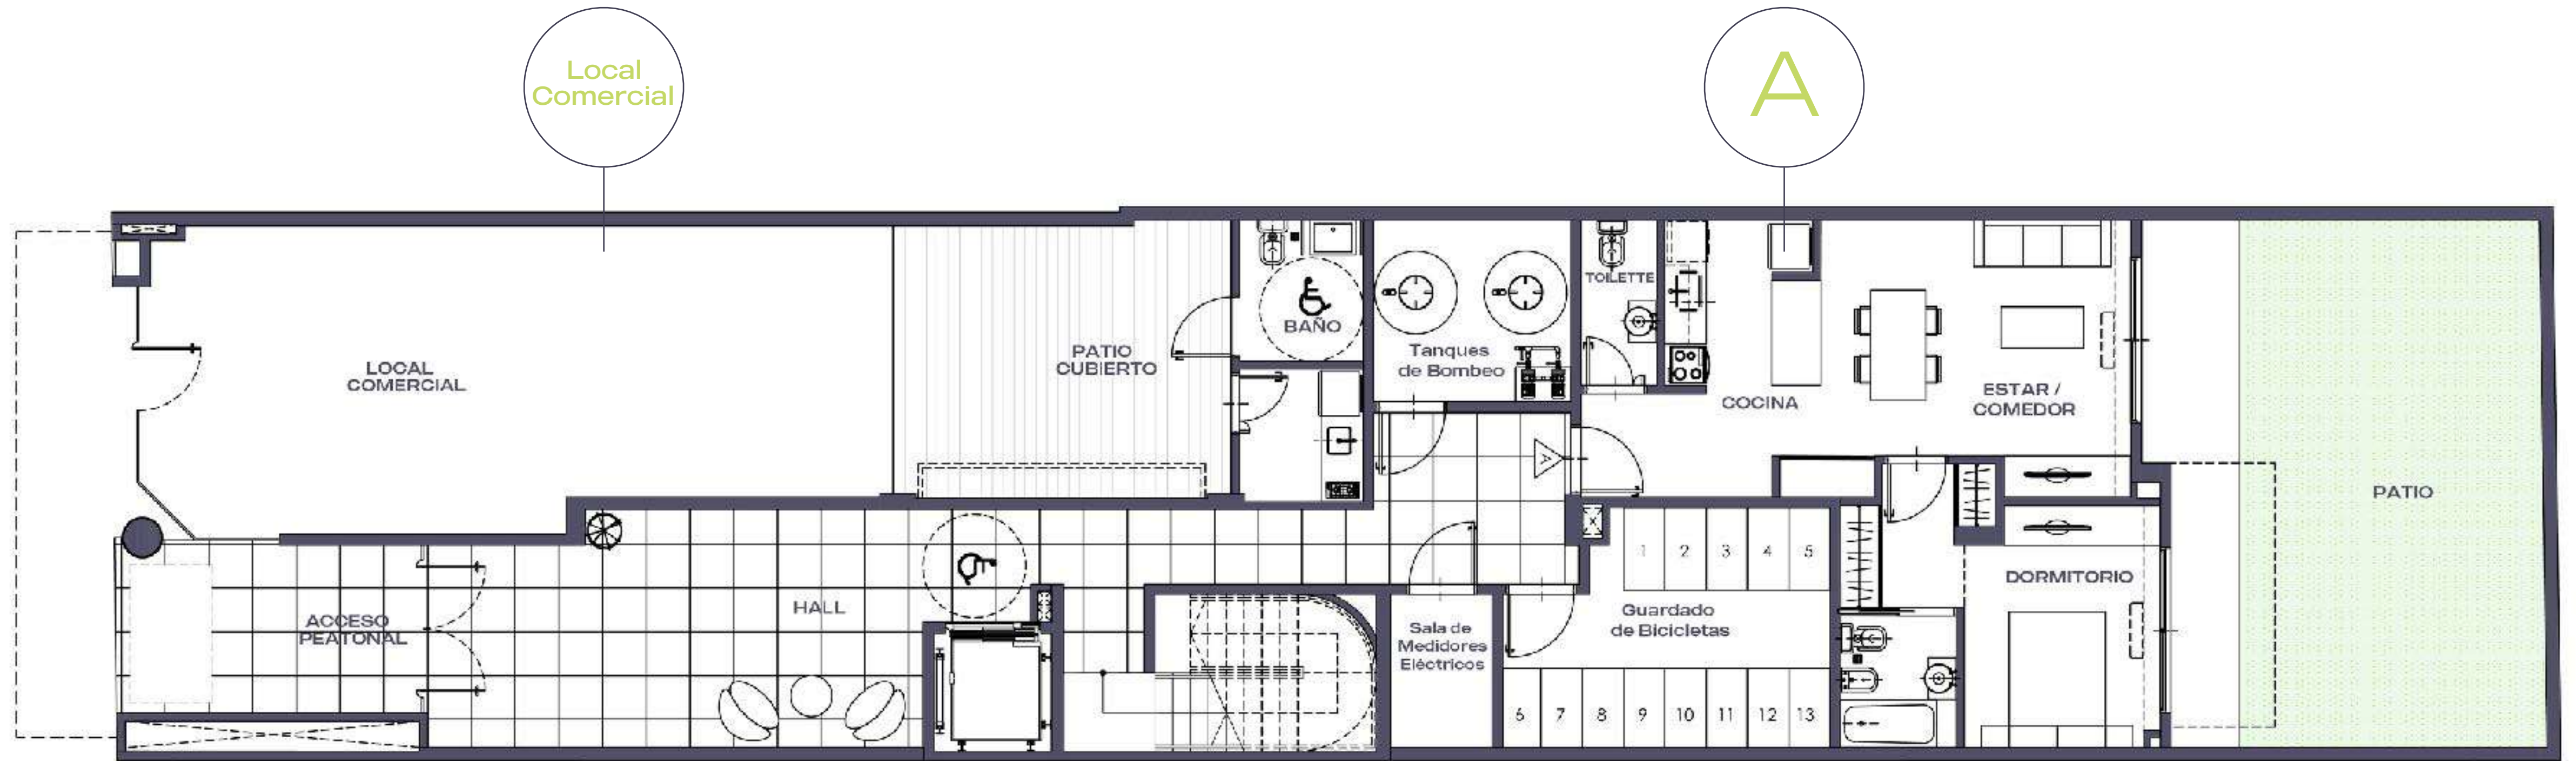 Local
Comercial
A
LOCAL
COMERCIAL
PATIO
CUBIERTO
BAÑO
Tanques
de Bombeo
TOILETTE
COCINA
ESTAR /
COMEDOR
PATIO
A
ACCESO
PEATONAL
HALL
Sala de
Medidores
Eléctricos
1 2 3 4 5
Guardado
de Bicicletas
6 7 8 9 10 11 12 13
DORMITORIO